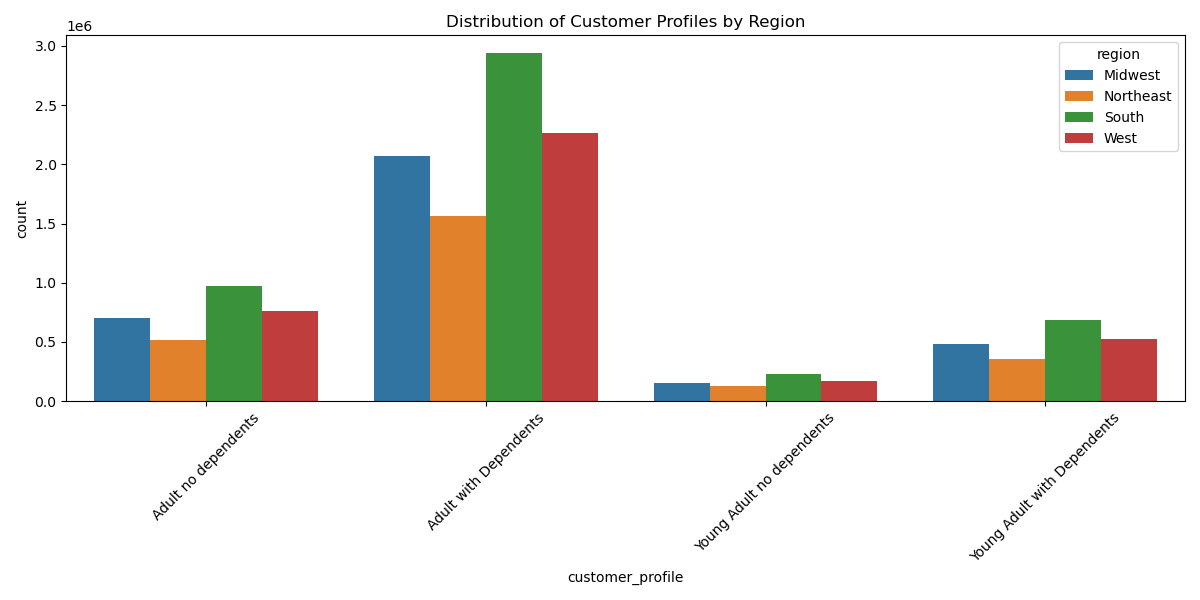 Distribution of Customer Profiles by Region
1e6
3.0
2.5
2.0
1.5
1.0
0.5
0.0
count
region
Midwest
Northeast
South
West
Adult no dependents
Adult with Dependents
Young Adult no dependents
Young Adult with Dependents
customer_profile